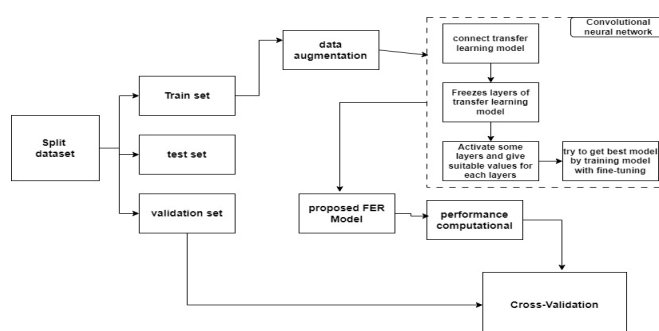 Convolutional
neural network
connect transfer
learning model
data
augmentation
Freezes layers of
transfer learning
model
Train set
Split
dataset
test set
Activate some
layers and give
suitable values for
each layers
try to get best model
by training model
with fine-tuning
validation set
proposed FER
Model
performance
computational
Cross-Validation